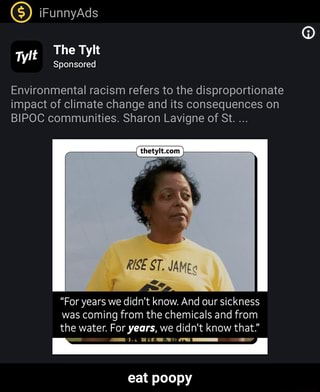 $ iFunnyAds
Tylt
The Tylt
Sponsored
Environmental racism refers to the disproportionate
impact of climate change and its consequences on
BIPOC communities. Sharon Lavigne of St. ...
thetylt.com
RISE ST. JAMES
"For years we didn't know. And our sickness
was coming from the chemicals and from
the water. For years, we didn't know that."
eat poopy